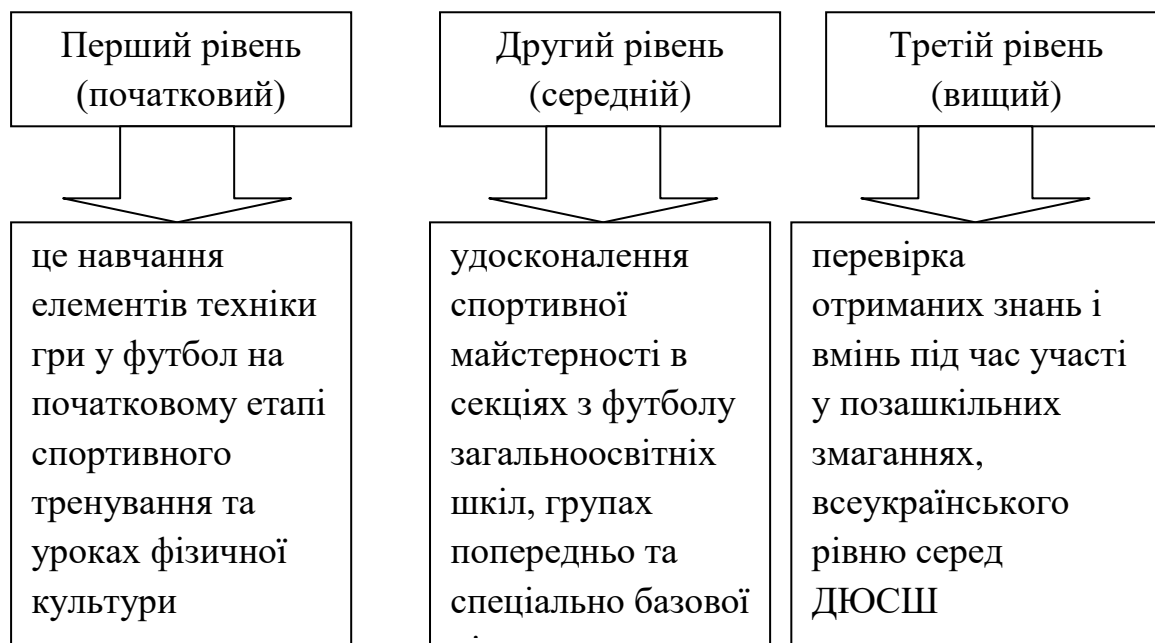 Перший рівень
(початковий)
Другий рівень
(середній)
Третій рівень
(вищий)
це навчання
елементів техніки
гри у футбол на
початковому етапі
спортивного
тренування та
уроках фізичної
культури
удосконалення
спортивної
майстерності в
секціях з футболу
загальноосвітніх
шкіл, групах
попередньо та
спеціально базової
перевірка
отриманих знань і
вмінь під час участі
у позашкільних
змаганнях,
всеукраїнського
рівню серед
ДЮСШ